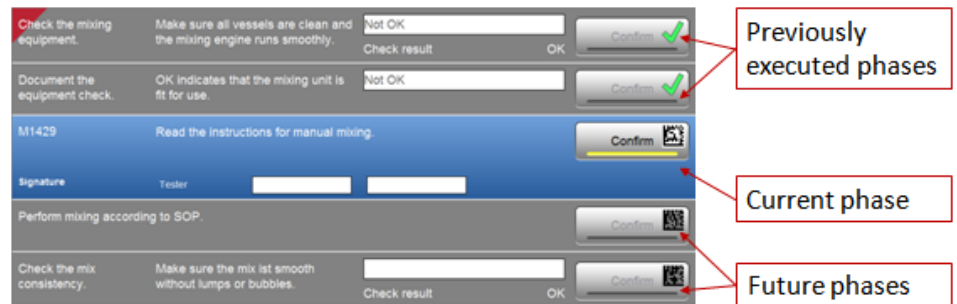 Check the mixing
equipment.
Make sure all vessels are clean and
the mixing engine runs smoothly.
Not OK
Check result OK
Confirm
Previously
executed phases
Document the
equipment check.
OK indicates that the mixing unit is
fit for use.
Not OK
Confirm
M1429
Read the instructions for manual mixing.
Confirm
Signature
Tester
Current phase
Perform mixing according to SOP.
Confirm
Check the mix
consistency.
Make sure the mix ist smooth
without lumps or bubbles.
Check result OK
Confirm
Future phases